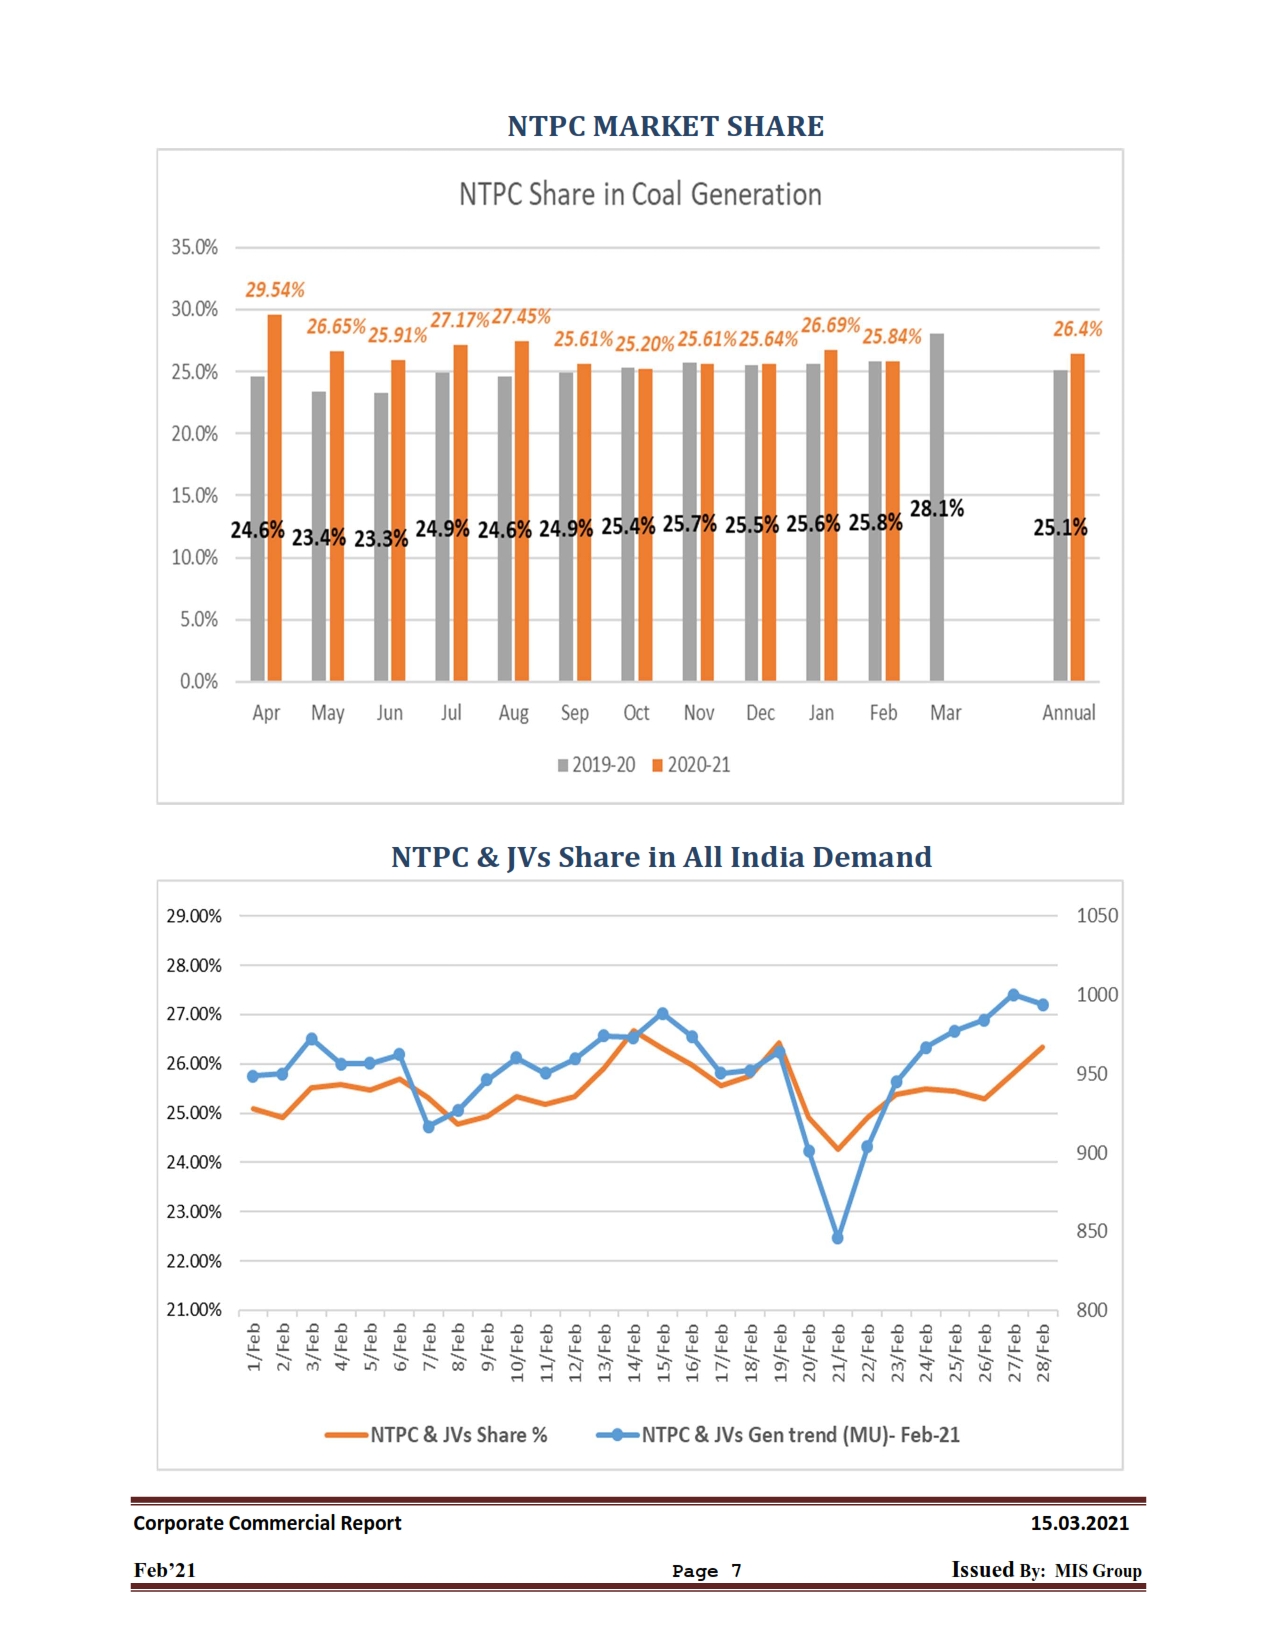 NTPC MARKET SHARE
NTPC Share in Coal Generation
35.0%
30.0%
25.0%
20.0%
15.0%
10.0%
5.0%
0.0%
29.54%
26.65%
25.91%
27.17%
27.45%
25.61%
25.20%
25.61%
25.64%
26.69%
25.84%
26.4%
24.6%
23.4%
23.3%
24.9%
24.6%
24.9%
25.4%
25.7%
25.5%
25.6%
25.8%
28.1%
25.1%
Apr May Jun Jul Aug Sep Oct Nov Dec Jan Feb Mar Annual
2019-20 2020-21
NTPC & JVs Share in All India Demand
29.00%
28.00%
27.00%
26.00%
25.00%
24.00%
23.00%
22.00%
21.00%
1050
1000
950
900
850
800
1/Feb
2/Feb
3/Feb
4/Feb
5/Feb
6/Feb
7/Feb
8/Feb
9/Feb
10/Feb
11/Feb
12/Feb
13/Feb
14/Feb
15/Feb
16/Feb
17/Feb
18/Feb
19/Feb
20/Feb
21/Feb
22/Feb
23/Feb
24/Feb
25/Feb
26/Feb
27/Feb
28/Feb
NTPC & JVs Share % NTPC & JVs Gen trend (MU)- Feb-21
Corporate Commercial Report 15.03.2021
Feb’21 Page 7 Issued By: MIS Group